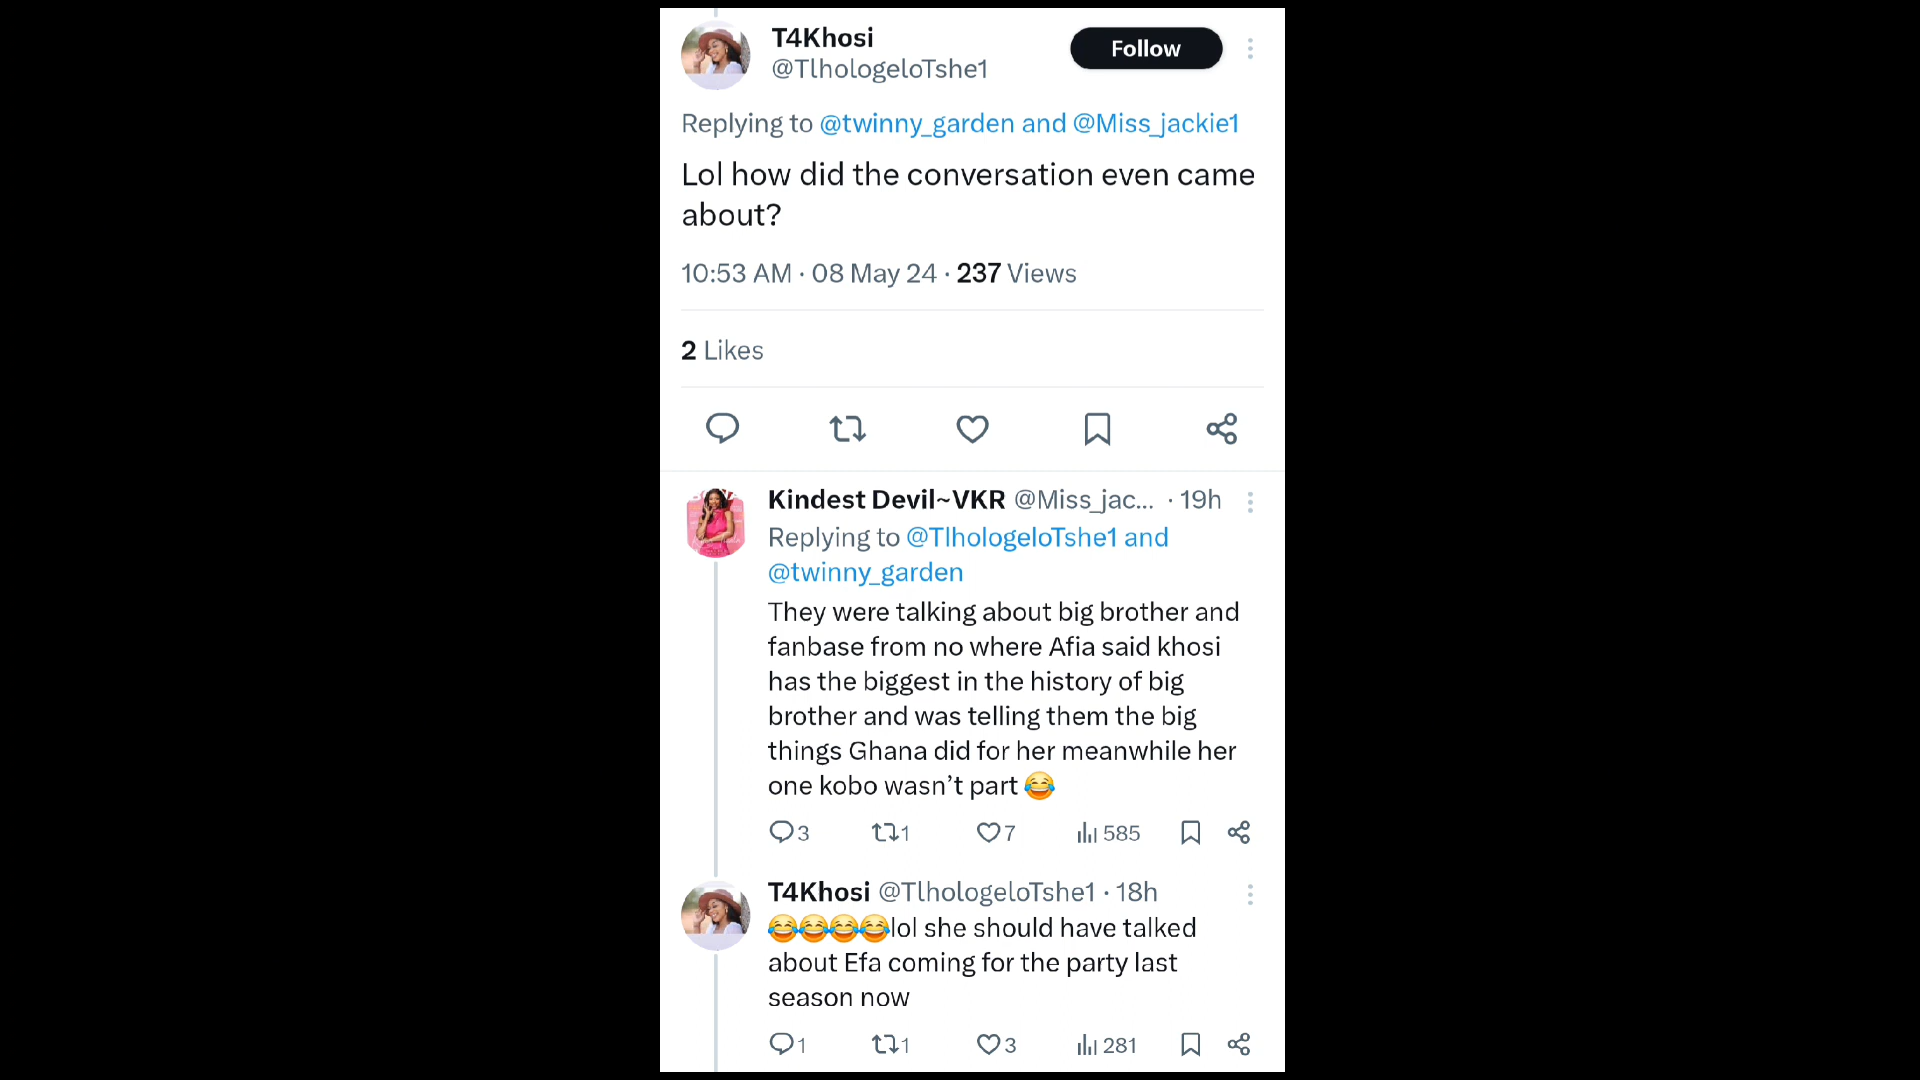 T4Khosi
@TlhologeloTshe1
Follow
Replying to @twinny_garden and @Miss_jackie1
Lol how did the conversation even came
about?
10:53 AM · 08 May 24 · 237 Views
2 Likes
Kindest Devil~VKR @Miss_jac... · 19h
Replying to @TlhologeloTshe1 and
@twinny_garden
They were talking about big brother and
fanbase from no where Afia said khosi
has the biggest in the history of big
brother and was telling them the big
things Ghana did for her meanwhile her
one kobo wasn’t part 😂
3 1 7 585
T4Khosi @TlhologeloTshe1 · 18h
😂😂😂😂lol she should have talked
about Efa coming for the party last
season now
1 1 3 281